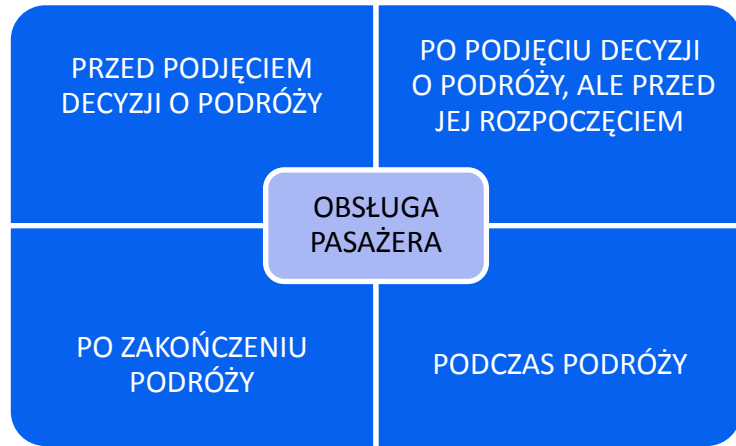 PRZED PODJĘCIEM
DECYZJI O PODRÓŻY
PO PODJĘCIU DECYZJI
O PODRÓŻY, ALE PRZED
JEJ ROZPOCZĘCIEM
OBSŁUGA
PASAŻERA
PO ZAKOŃCZENIU
PODRÓŻY
PODCZAS PODRÓŻY